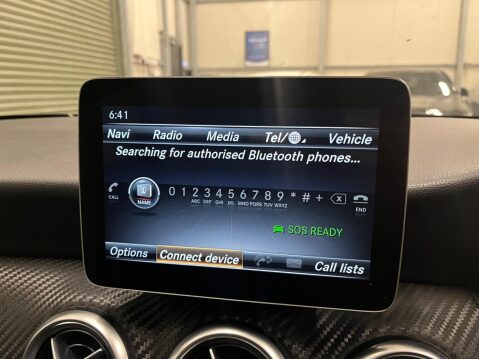 6:41
Navi Radio Media Tel/ Vehicle
Searching for authorised Bluetooth phones...
0 1 2 3 4 5 6 7 8 9 * # +
ABC DEF GHI JKL MNO PQRS TUV WXYZ
CALL NAME END
SOS READY
Options Connect device Call lists